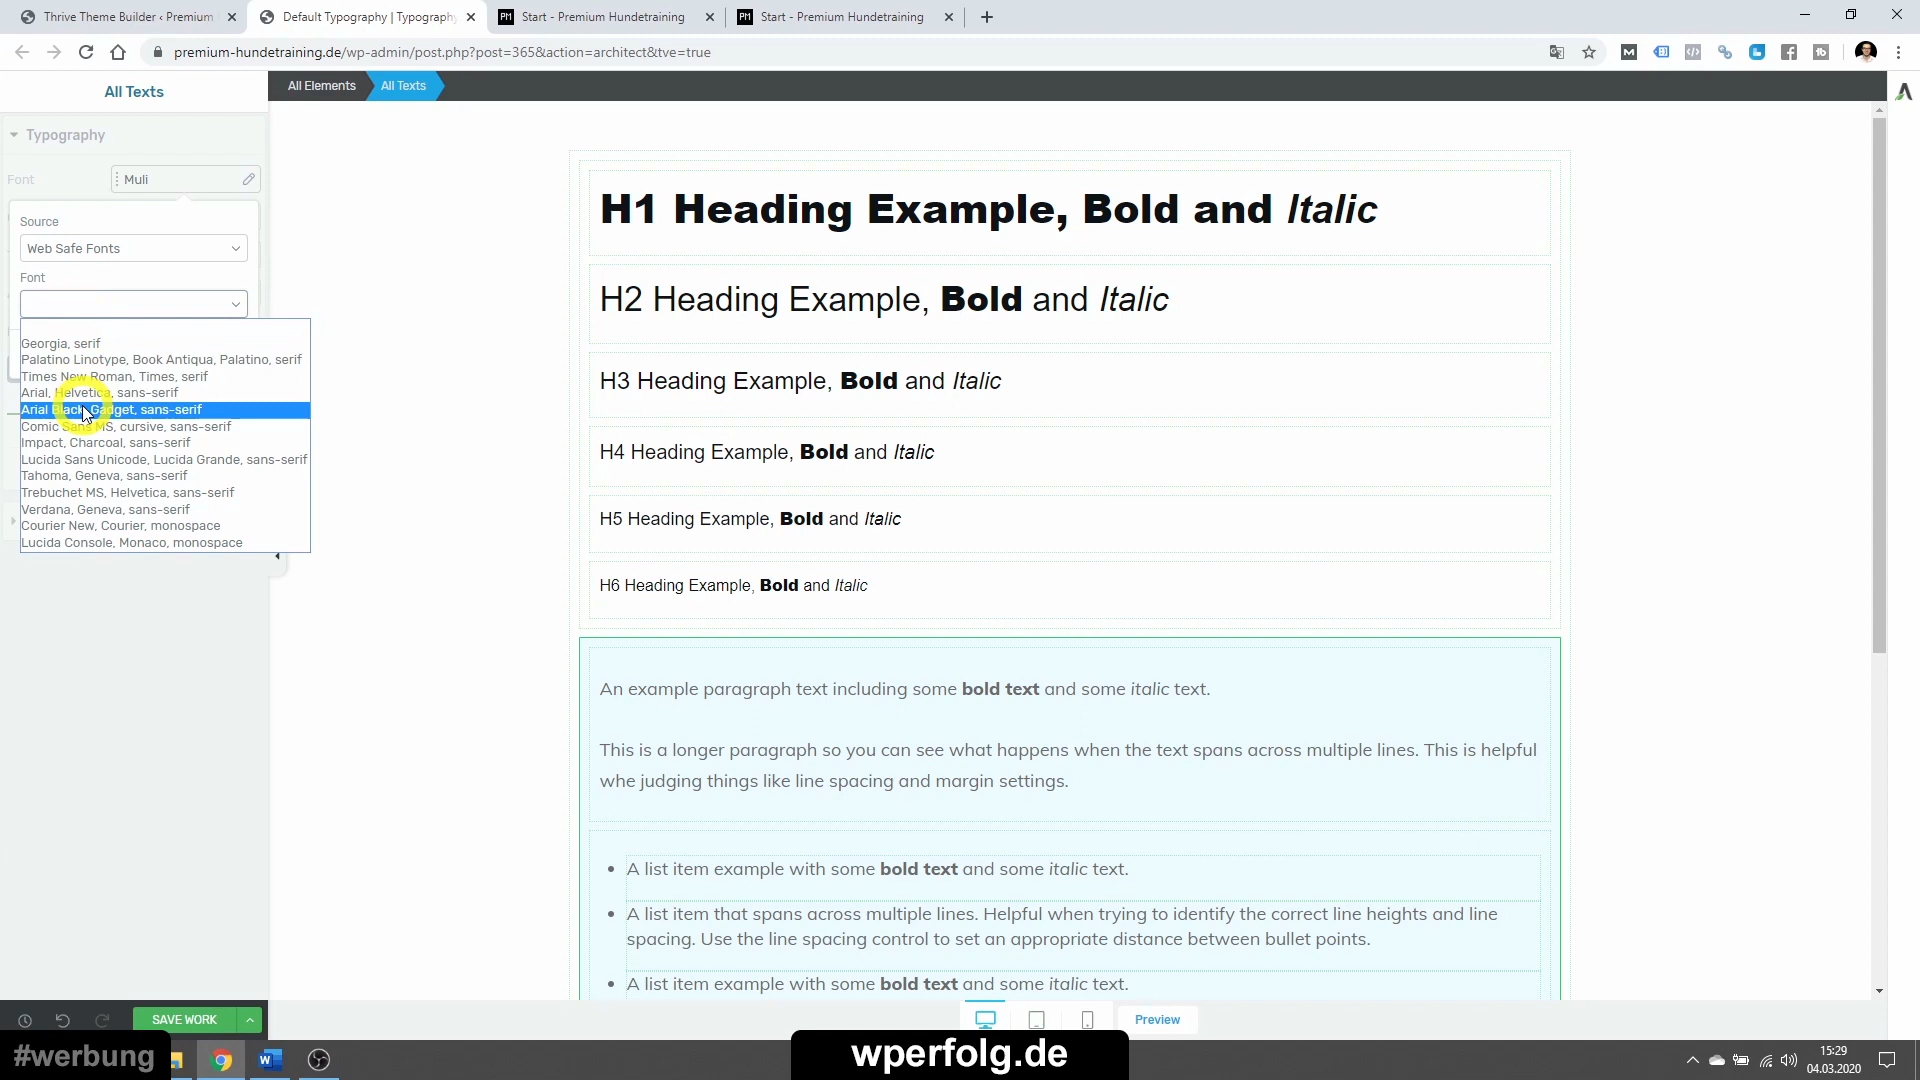 Thrive Theme Builder ‹ Premium
Default Typography | Typography
Start - Premium Hundetraining
Start - Premium Hundetraining
premium-hundetraining.de/wp-admin/post.php?post=365&action=architect&tve=true
All Texts
All Elements
All Texts
Typography
Font
Muli
Source
Web Safe Fonts
Font
Georgia, serif
Palatino Linotype, Book Antiqua, Palatino, serif
Times New Roman, Times, serif
Arial, Helvetica, sans-serif
Arial Black, Gadget, sans-serif
Comic Sans MS, cursive, sans-serif
Impact, Charcoal, sans-serif
Lucida Sans Unicode, Lucida Grande, sans-serif
Tahoma, Geneva, sans-serif
Trebuchet MS, Helvetica, sans-serif
Verdana, Geneva, sans-serif
Courier New, Courier, monospace
Lucida Console, Monaco, monospace
H1 Heading Example, Bold and Italic
H2 Heading Example, Bold and Italic
H3 Heading Example, Bold and Italic
H4 Heading Example, Bold and Italic
H5 Heading Example, Bold and Italic
H6 Heading Example, Bold and Italic
An example paragraph text including some bold text and some italic text.
This is a longer paragraph so you can see what happens when the text spans across multiple lines. This is helpful
whe judging things like line spacing and margin settings.
• A list item example with some bold text and some italic text.
• A list item that spans across multiple lines. Helpful when trying to identify the correct line heights and line
spacing. Use the line spacing control to set an appropriate distance between bullet points.
• A list item example with some bold text and some italic text.
SAVE WORK
Preview
#werbung
wperfolg.de
15:29
04.03.2020